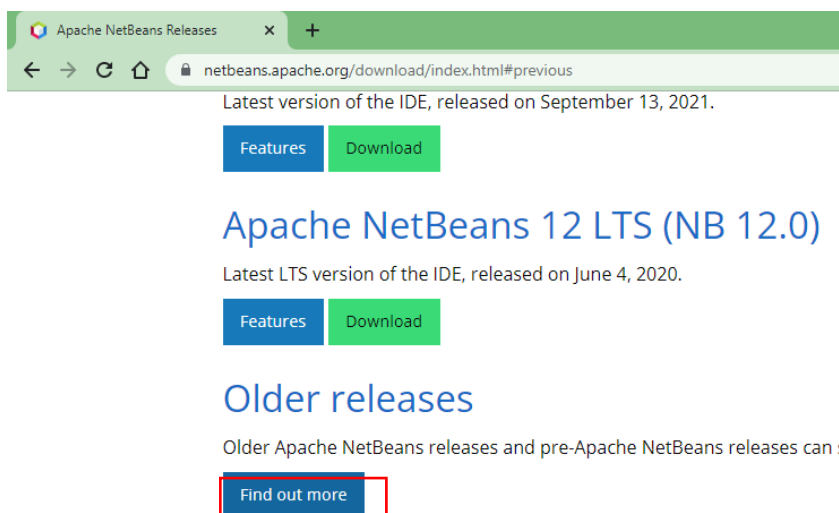 Apache NetBeans Releases
netbeans.apache.org/download/index.html#previous
Latest version of the IDE, released on September 13, 2021.
Features Download
Apache NetBeans 12 LTS (NB 12.0)
Latest LTS version of the IDE, released on June 4, 2020.
Features Download
Older releases
Older Apache NetBeans releases and pre-Apache NetBeans releases can
Find out more